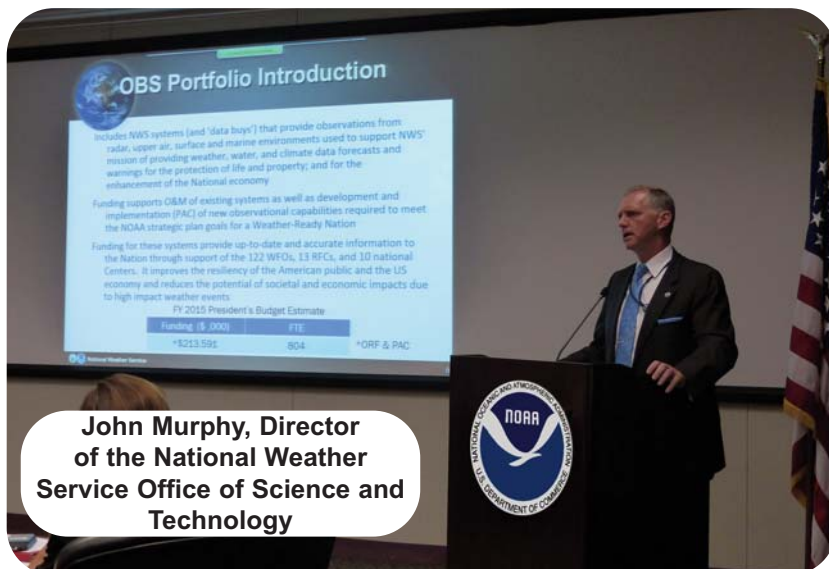 OBS Portfolio Introduction
Includes NWS systems (and 'data buys') that provide observations from
radar, upper air, surface and marine environments used to support NWS'
mission of providing weather, water, and climate data forecasts and
warnings for the protection of life and property; and for the
enhancement of the National economy
Funding supports O&M of existing systems as well as development and
implementation (PAC) of new observational capabilities required to meet
the NOAA strategic plan goals for a Weather-Ready Nation
Funding for these systems provide up-to-date and accurate information to
the Nation through support of the 122 WFOs, 13 RFCs, and 10 national
Centers. It improves the resiliency of the American public and the US
economy and reduces the potential of societal and economic impacts due
to high impact weather events
FY 2015 President's Budget Estimate
Funding ($ ,000) FTE
*$213,591 804 *ORF & PAC
National Weather Service
NATIONAL OCEANIC AND ATMOSPHERIC ADMINISTRATION
NOAA
U.S. DEPARTMENT OF COMMERCE
John Murphy, Director
of the National Weather
Service Office of Science and
Technology